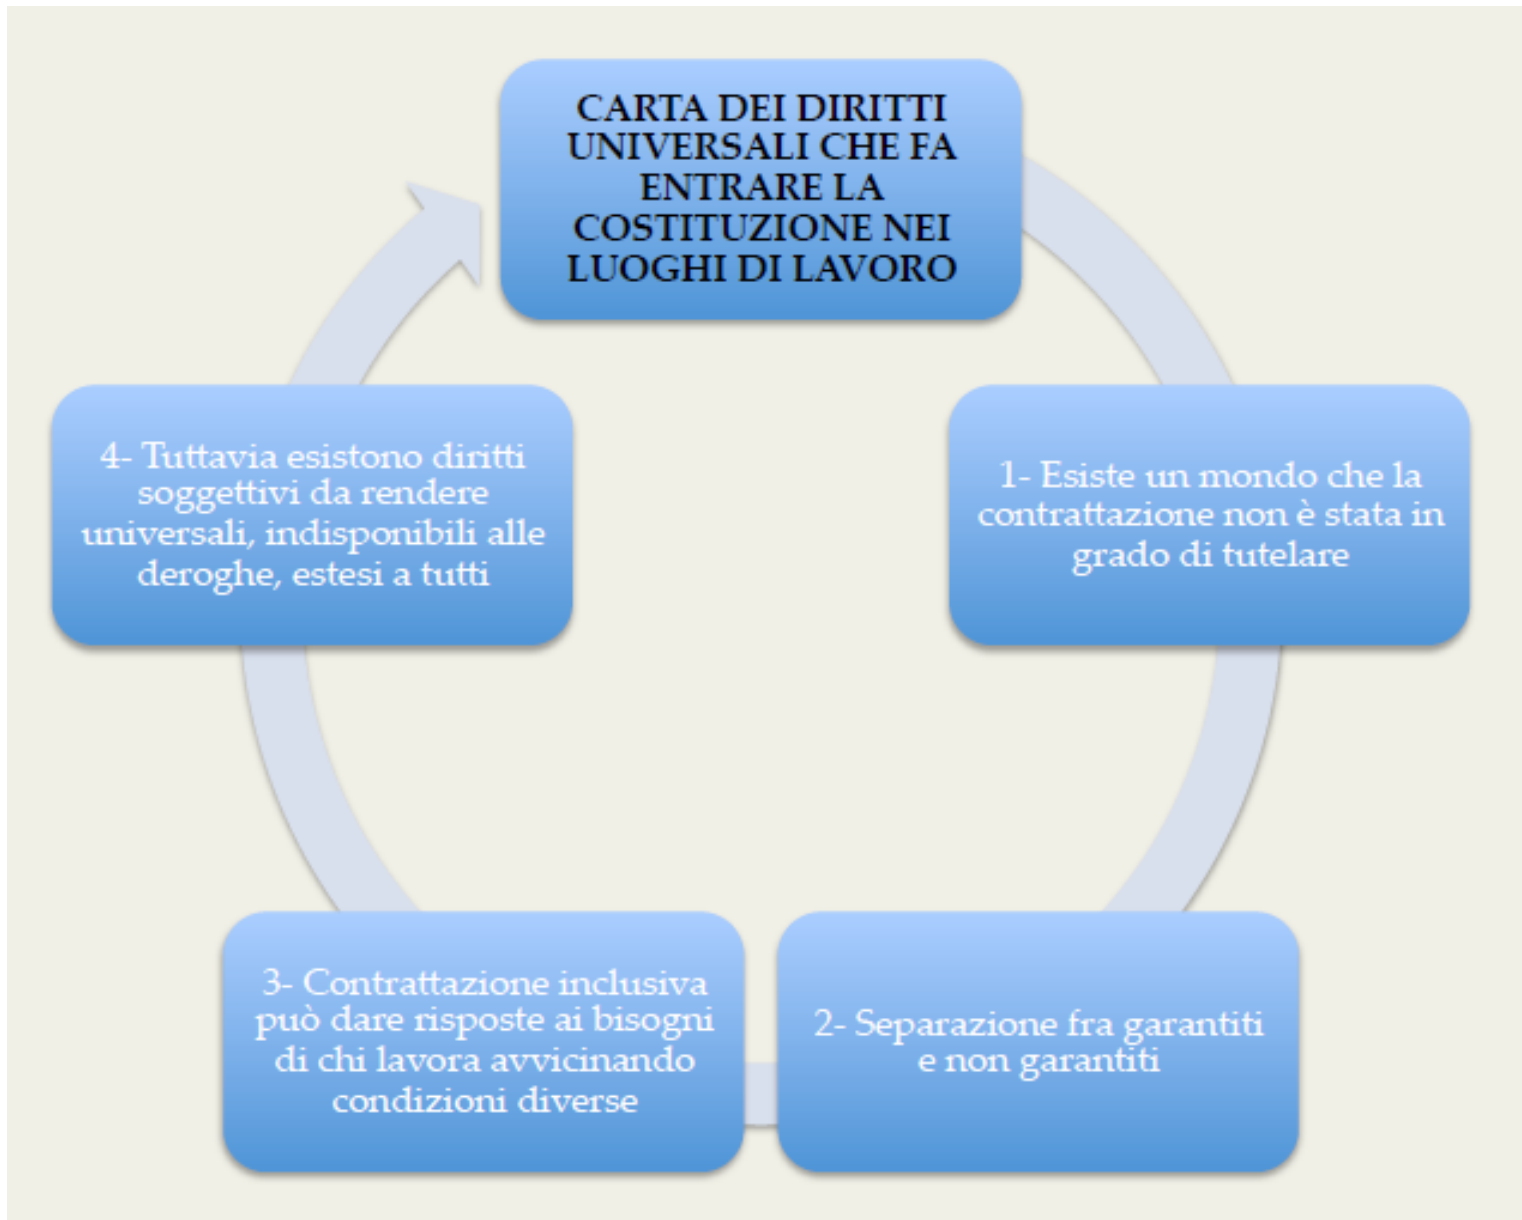 CARTA DEI DIRITTI
UNIVERSALI CHE FA
ENTRARE LA
COSTITUZIONE NEI
LUOGHI DI LAVORO
1- Esiste un mondo che la
contrattazione non è stata in
grado di tutelare
2- Separazione fra garantiti
e non garantiti
3- Contrattazione inclusiva
può dare risposte ai bisogni
di chi lavora avvicinando
condizioni diverse
4- Tuttavia esistono diritti
soggettivi da rendere
universali, indisponibili alle
deroghe, estesi a tutti